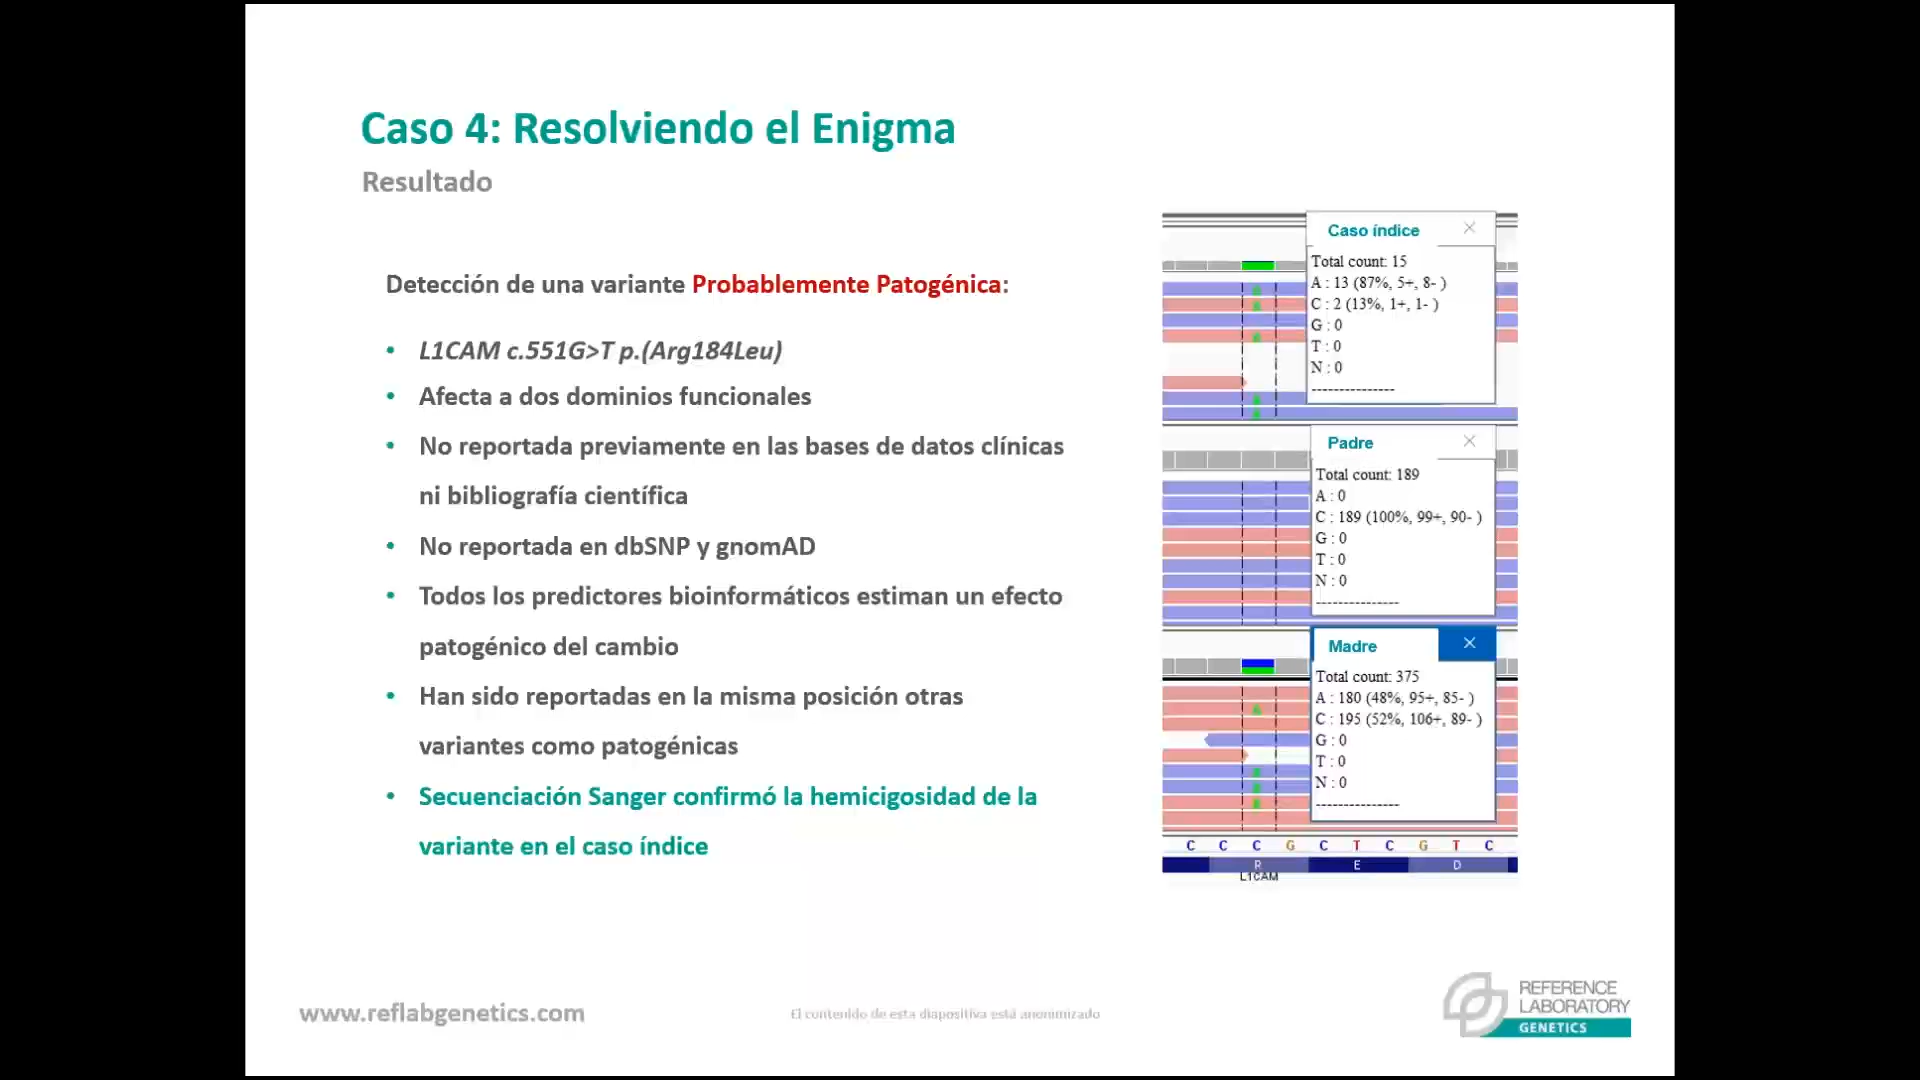 Caso 4: Resolviendo el Enigma
Resultado
Detección de una variante Probablemente Patogénica:
• L1CAM c.551G>T p.(Arg184Leu)
• Afecta a dos dominios funcionales
• No reportada previamente en las bases de datos clínicas
ni bibliografía científica
• No reportada en dbSNP y gnomAD
• Todos los predictores bioinformáticos estiman un efecto
patogénico del cambio
• Han sido reportadas en la misma posición otras
variantes como patogénicas
• Secuenciación Sanger confirmó la hemicigosidad de la
variante en el caso índice
Caso índice
Total count: 15
A : 13 (87%, 5+, 8- )
C : 2 (13%, 1+, 1- )
G : 0
T : 0
N : 0
---------------
Padre
Total count: 189
A : 0
C : 189 (100%, 99+, 90- )
G : 0
T : 0
N : 0
---------------
Madre
Total count: 375
A : 180 (48%, 95+, 85- )
C : 195 (52%, 106+, 89- )
G : 0
T : 0
N : 0
---------------
C C C G C T C G T C
R E D
L1CAM
www.reflabgenetics.com
El contenido de esta diapositiva está anonimizado
REFERENCE
LABORATORY
GENETICS